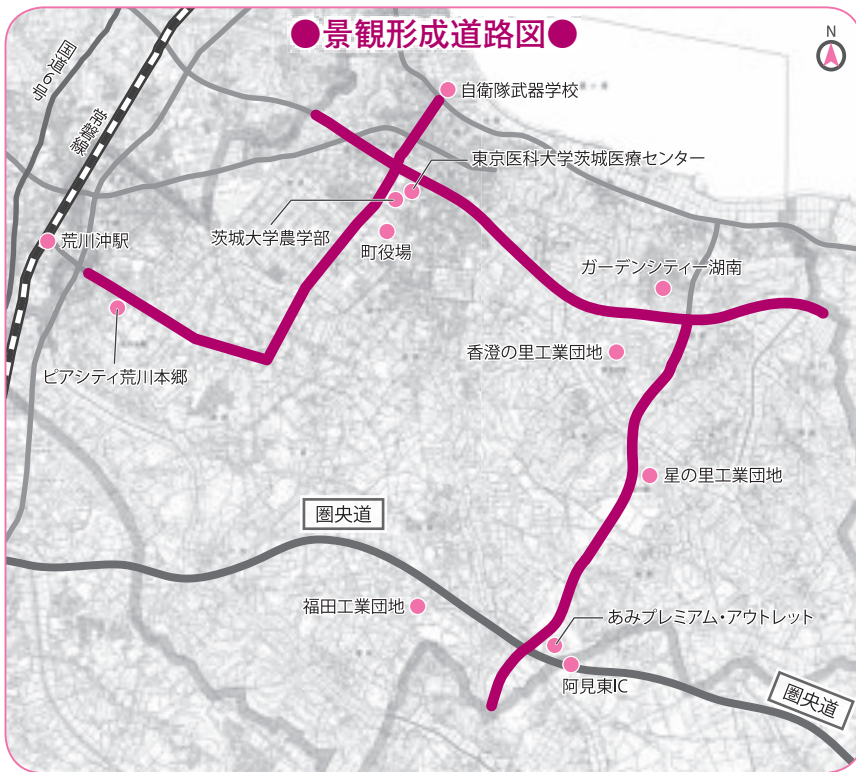 ●景観形成道路図●
N
国道6号
常磐線
自衛隊武器学校
東京医科大学茨城医療センター
茨城大学農学部
町役場
荒川沖駅
ガーデンシティー湖南
香澄の里工業団地
ピアシティ荒川本郷
星の里工業団地
圏央道
福田工業団地
あみプレミアム・アウトレット
阿見東IC
圏央道